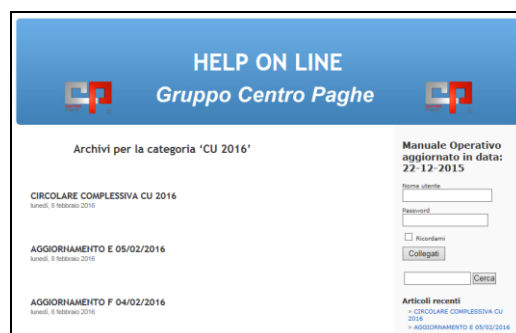 HELP ON LINE
Gruppo Centro Paghe
Archivi per la categoria ‘CU 2016’
CIRCOLARE COMPLESSIVA CU 2016
lunedì, 8 febbraio 2016
AGGIORNAMENTO E 05/02/2016
lunedì, 8 febbraio 2016
AGGIORNAMENTO F 04/02/2016
lunedì, 8 febbraio 2016
Manuale Operativo
aggiornato in data:
22-12-2015
Nome utente
Password
Ricordami
Collegati
Cerca
Articoli recenti
» CIRCOLARE COMPLESSIVA CU
2016
» AGGIORNAMENTO E 05/02/2016